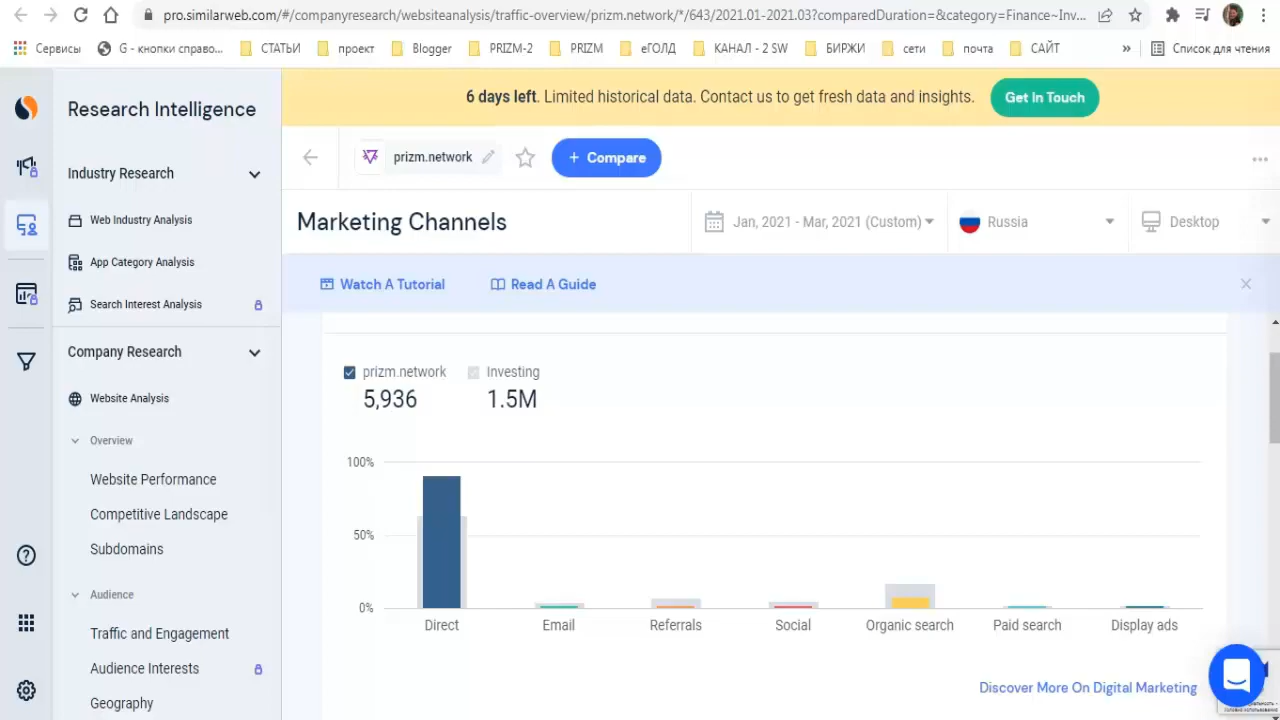 pro.similarweb.com/#/companyresearch/websiteanalysis/traffic-overview/prizm.network/*/643/2021.01-2021.03?comparedDuration=&category=Finance~Inv...
Сервисы G - кнопки справо... СТАТЬИ проект Blogger PRIZM-2 PRIZM еГОЛД КАНАЛ - 2 SW БИРЖИ сети почта САЙТ » Список для чтения
6 days left. Limited historical data. Contact us to get fresh data and insights. Get In Touch
Research Intelligence
Industry Research
Web Industry Analysis
App Category Analysis
Search Interest Analysis
Company Research
Website Analysis
Overview
Website Performance
Competitive Landscape
Subdomains
Audience
Traffic and Engagement
Audience Interests
Geography
prizm.network + Compare
Marketing Channels Jan, 2021 - Mar, 2021 (Custom) Russia Desktop
Watch A Tutorial Read A Guide
prizm.network Investing
5,936 1.5M
100%
50%
0%
Direct Email Referrals Social Organic search Paid search Display ads
Discover More On Digital Marketing